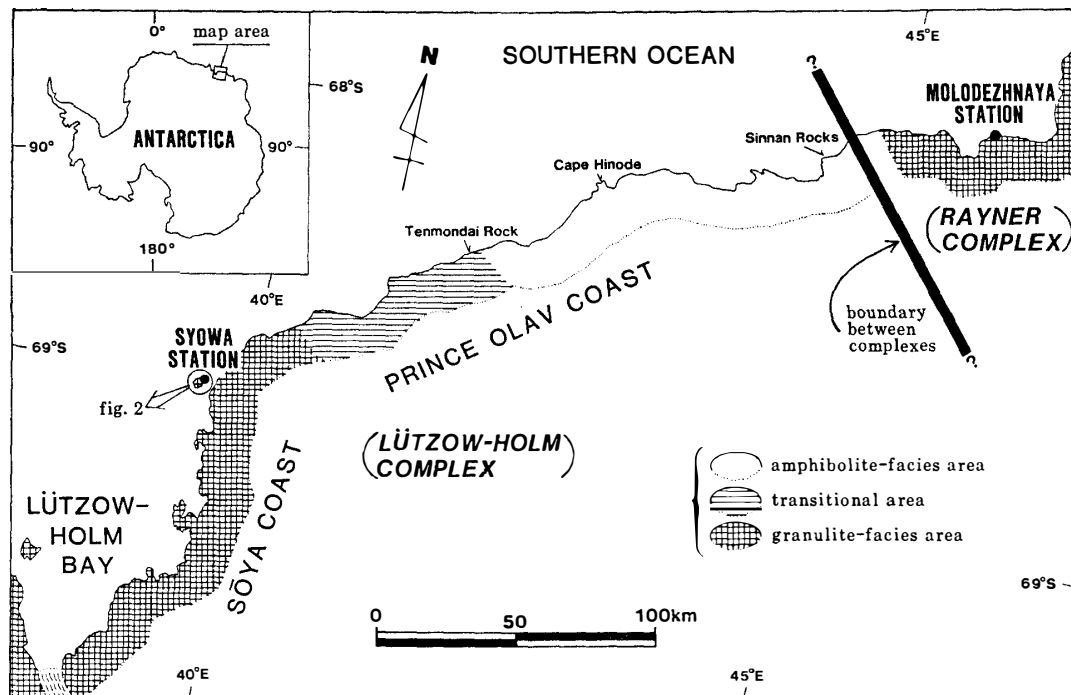 0°
map area
ANTARCTICA
90°
90°
180°
N
SOUTHERN OCEAN
45°E
68°S
?
MOLODEZHNAYA
STATION
Sinnan Rocks
Cape Hinode
(RAYNER
COMPLEX)
Tenmondai Rock
40°E
PRINCE OLAV COAST
boundary
between
complexes
?
69°S
SYOWA
STATION
fig. 2
(LÜTZOW-HOLM
COMPLEX)
amphibolite-facies area
transitional area
granulite-facies area
LÜTZOW-
HOLM
BAY
SŌYA COAST
69°S
0 50 100km
40°E
45°E